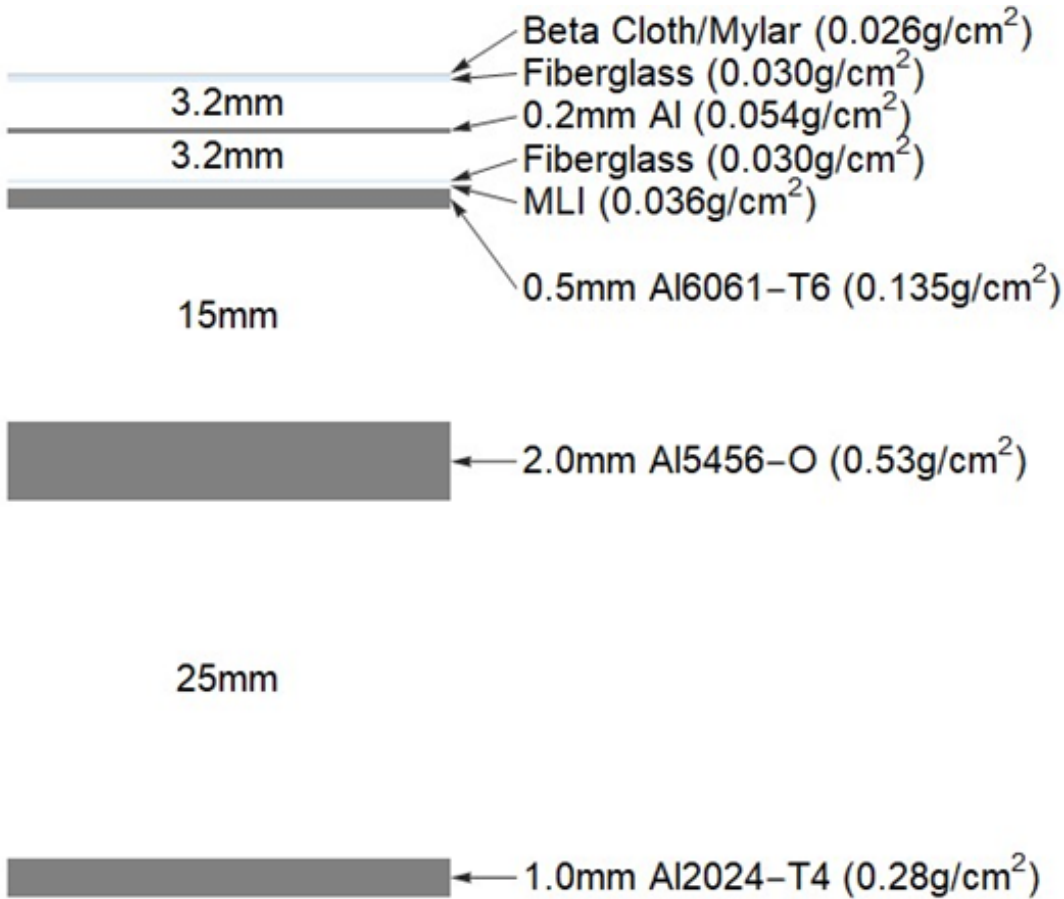 Beta Cloth/Mylar (0.026g/cm²)
Fiberglass (0.030g/cm²)
3.2mm
0.2mm Al (0.054g/cm²)
3.2mm
Fiberglass (0.030g/cm²)
MLI (0.036g/cm²)
0.5mm Al6061−T6 (0.135g/cm²)
15mm
2.0mm Al5456−O (0.53g/cm²)
25mm
1.0mm Al2024−T4 (0.28g/cm²)